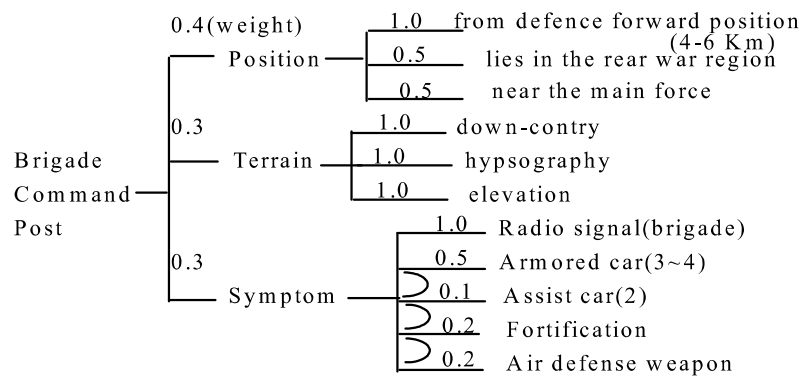 0.4(weight)
1.0 from defence forward position
(4-6 Km)
Position
0.5 lies in the rear war region
0.5 near the main force
0.3
1.0 down-contry
Brigade
Command
Post
Terrain
1.0 hypsography
1.0 elevation
0.3
1.0 Radio signal(brigade)
0.5 Armored car(3~4)
Symptom
0.1 Assist car(2)
0.2 Fortification
0.2 Air defense weapon